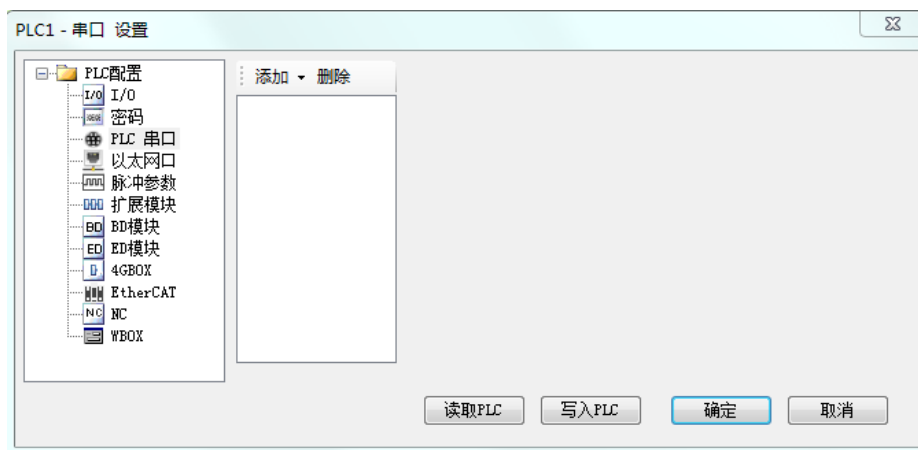 PLC1 - 串口 设置
PLC配置
I/O I/O
密码
PLC 串口
以太网口
脉冲参数
扩展模块
BD BD模块
ED ED模块
4GBOX
EtherCAT
NC NC
WBOX
添加 删除
读取PLC 写入PLC 确定 取消